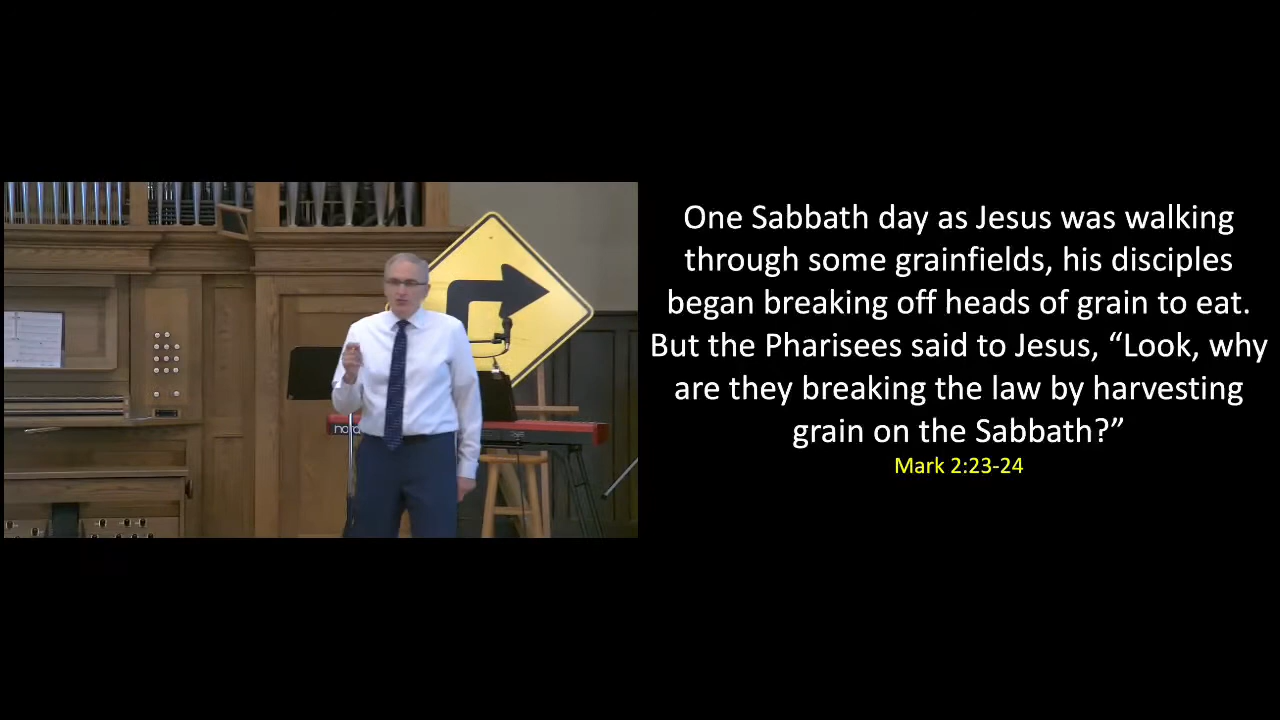 One Sabbath day as Jesus was walking
through some grainfields, his disciples
began breaking off heads of grain to eat.
But the Pharisees said to Jesus, “Look, why
are they breaking the law by harvesting
grain on the Sabbath?”
Mark 2:23-24
nord